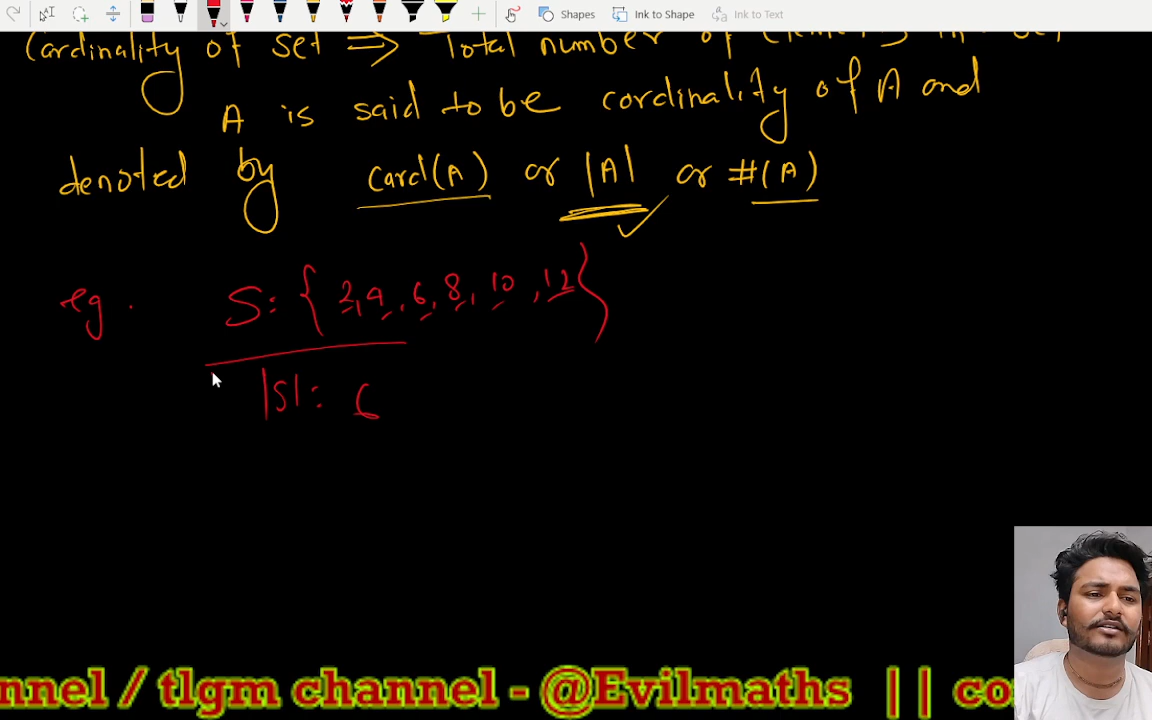 Shapes Ink to Shape Ink to Text
Cardinality of set ⇒ Total number of
A is said to be cordinality of A and
denoted by card(A) or |A| or #(A)
eg. S: {2,4,6,8,10,12}
|S|: 6
nnel / tlgm channel - @Evilmaths || co